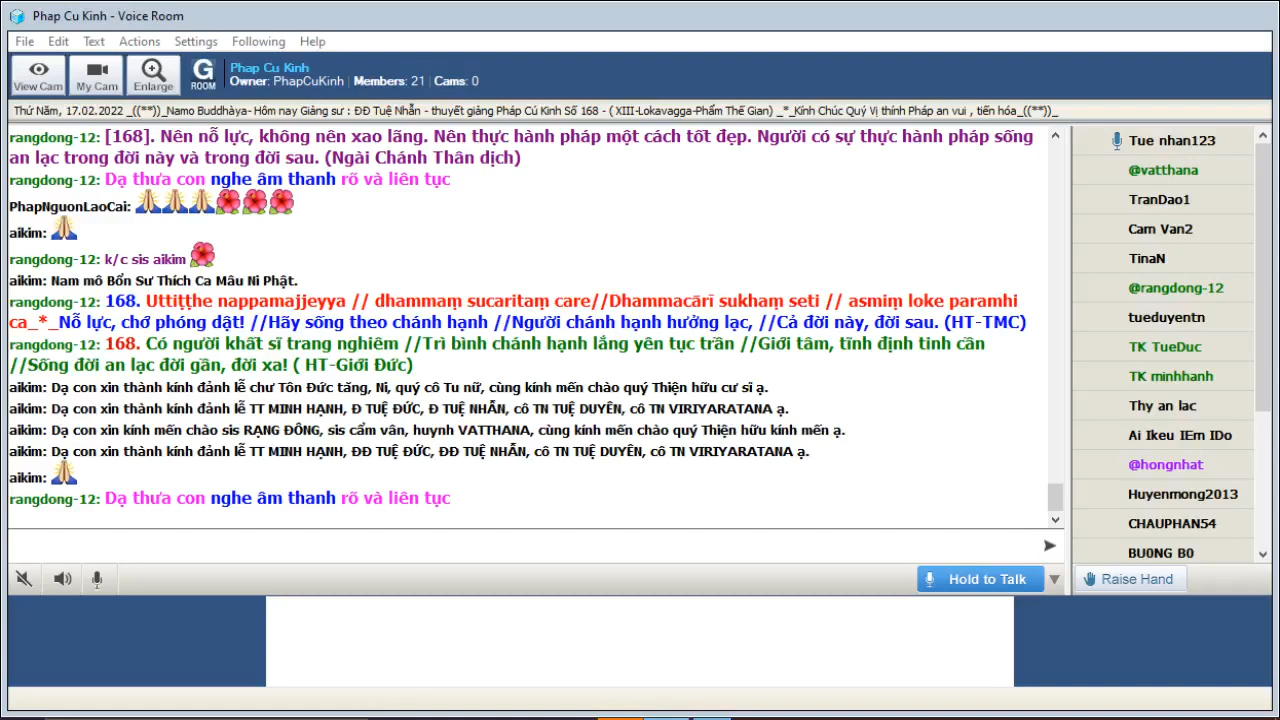 Phap Cu Kinh - Voice Room
File Edit Text Actions Settings Following Help
View Cam My Cam Enlarge G ROOM
Phap Cu Kinh
Owner: PhapCuKinh | Members: 21 | Cams: 0
Thứ Năm, 17.02.2022 _((**))_Namo Buddhàya- Hôm nay Giảng sư : ĐĐ Tuệ Nhẫn - thuyết giảng Pháp Cú Kinh Số 168 - ( XIII-Lokavagga-Phẩm Thế Gian) _*_Kính Chúc Quý Vị thính Pháp an vui , tiến hóa_((**))_
rangdong-12: [168]. Nên nỗ lực, không nên xao lãng. Nên thực hành pháp một cách tốt đẹp. Người có sự thực hành pháp sống
an lạc trong đời này và trong đời sau. (Ngài Chánh Thân dịch)
rangdong-12: Dạ thưa con nghe âm thanh rõ và liên tục
PhapNguonLaoCai:
aikim:
rangdong-12: k/c sis aikim
aikim: Nam mô Bổn Sư Thích Ca Mâu Ni Phật.
rangdong-12: 168. Uttiṭṭhe nappamajjeyya // dhammaṃ sucaritaṃ care//Dhammacārī sukhaṃ seti // asmiṃ loke paramhi
ca_*_Nỗ lực, chớ phóng dật! //Hãy sống theo chánh hạnh //Người chánh hạnh hưởng lạc, //Cả đời này, đời sau. (HT-TMC)
rangdong-12: 168. Có người khất sĩ trang nghiêm //Trì bình chánh hạnh lắng yên tục trần //Giới tâm, tĩnh định tinh cần
//Sống đời an lạc đời gần, đời xa! ( HT-Giới Đức)
aikim: Dạ con xin thành kính đảnh lễ chư Tôn Đức tăng, Ni, quý cô Tu nữ, cùng kính mến chào quý Thiện hữu cư sĩ ạ.
aikim: Dạ con xin thành kính đảnh lễ TT MINH HẠNH, Đ TUỆ ĐỨC, Đ TUỆ NHẪN, cô TN TUỆ DUYÊN, cô TN VIRIYARATANA ạ.
aikim: Dạ con xin kính mến chào sis RẠNG ĐÔNG, sis cẩm vân, huynh VATTHANA, cùng kính mến chào quý Thiện hữu kính mến ạ.
aikim: Dạ con xin thành kính đảnh lễ TT MINH HẠNH, ĐĐ TUỆ ĐỨC, ĐĐ TUỆ NHẪN, cô TN TUỆ DUYÊN, cô TN VIRIYARATANA ạ.
aikim:
rangdong-12: Dạ thưa con nghe âm thanh rõ và liên tục
Tue nhan123
@vatthana
TranDao1
Cam Van2
TinaN
@rangdong-12
tueduyentn
TK TueDuc
TK minhhanh
Thy an lac
Ai Ikeu IEm IDo
@hongnhat
Huyenmong2013
CHAUPHAN54
BU0NG B0
Hold to Talk
Raise Hand